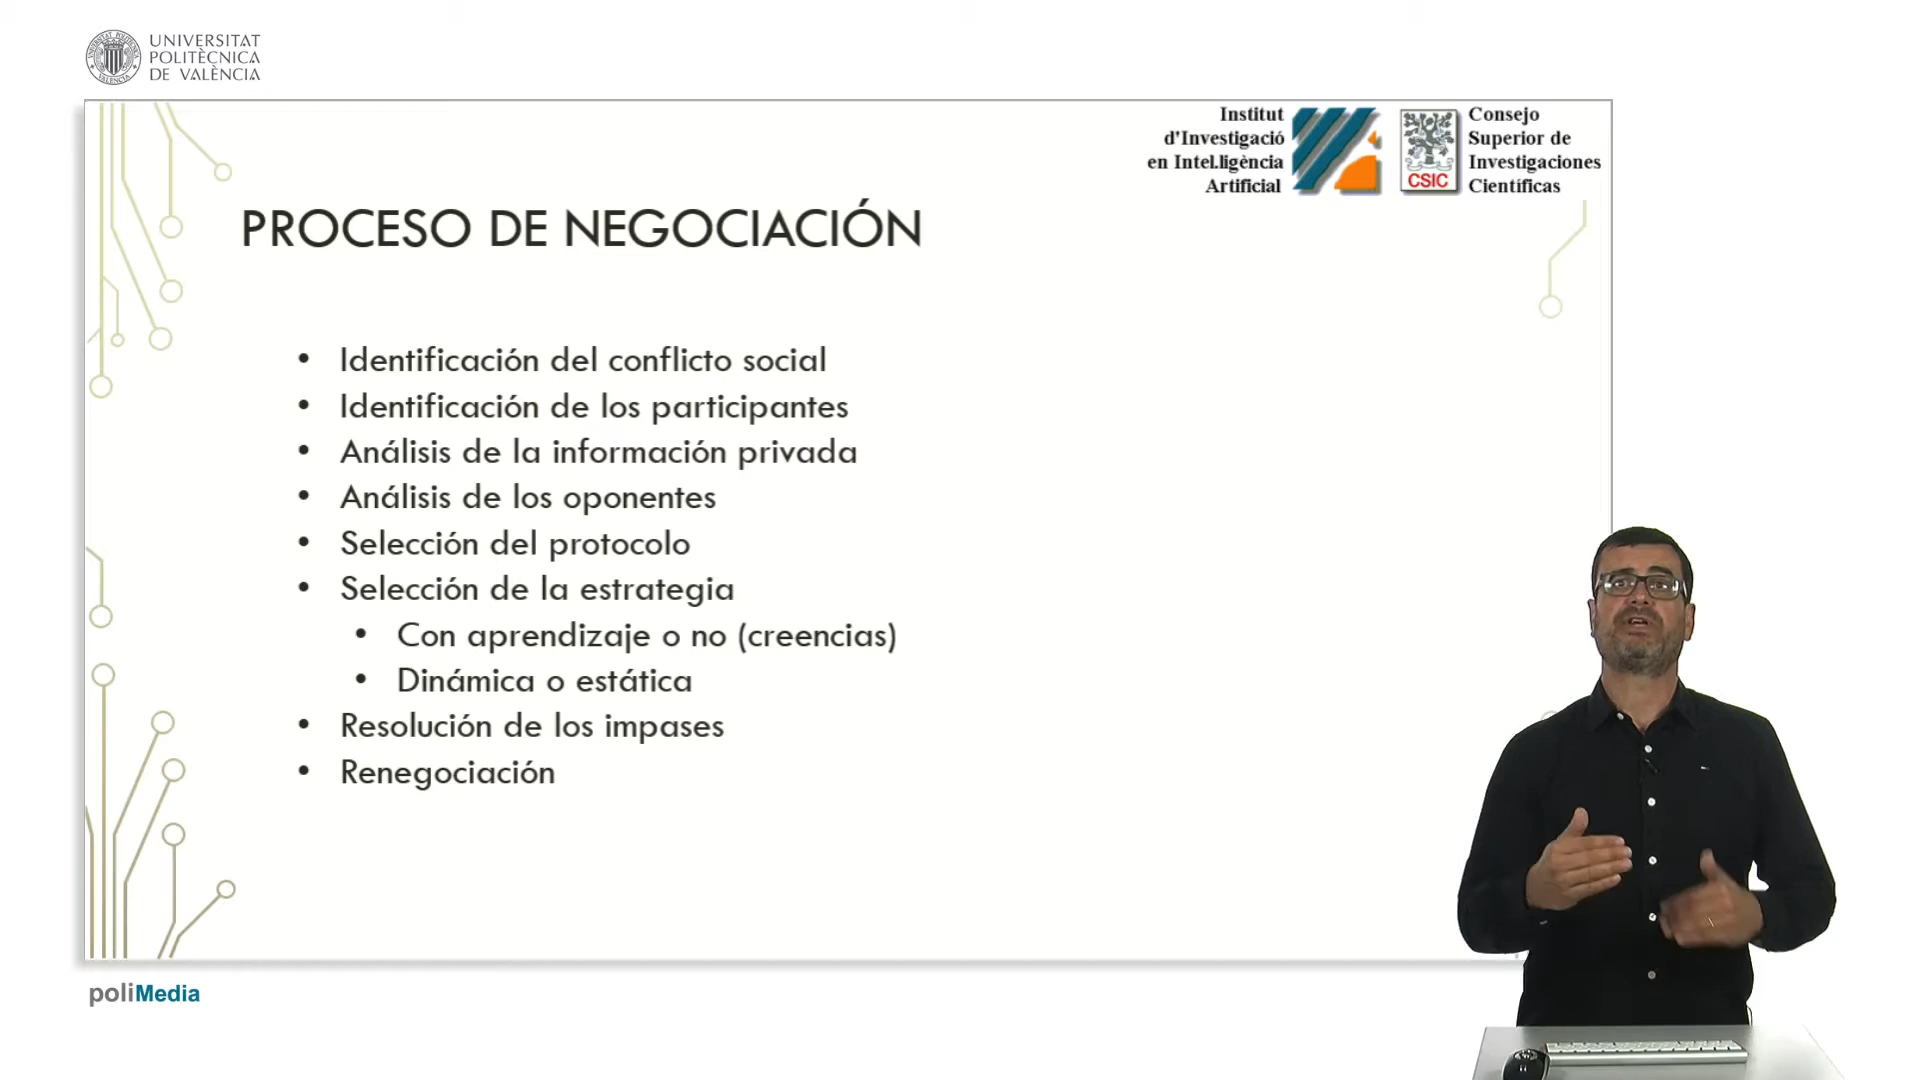 UNIVERSITAT
POLITÈCNICA
DE VALÈNCIA
Institut
d'Investigació
en Intel.ligència
Artificial
CSIC
Consejo
Superior de
Investigaciones
Científicas
PROCESO DE NEGOCIACIÓN
• Identificación del conflicto social
• Identificación de los participantes
• Análisis de la información privada
• Análisis de los oponentes
• Selección del protocolo
• Selección de la estrategia
• Con aprendizaje o no (creencias)
• Dinámica o estática
• Resolución de los impases
• Renegociación
poliMedia